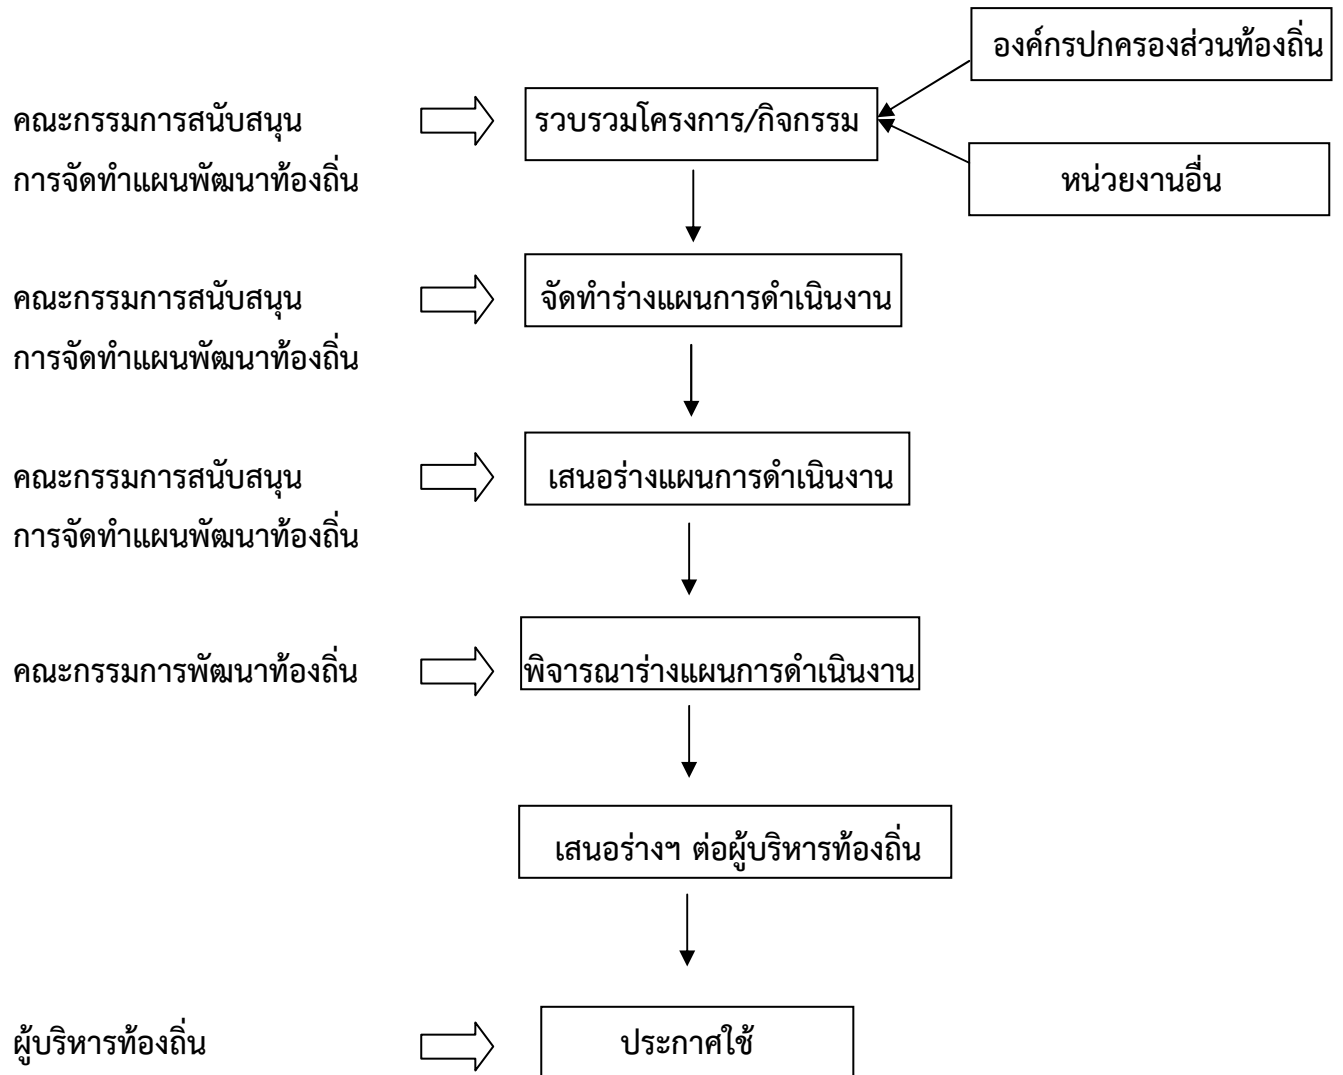 องค์กรปกครองส่วนท้องถิ่น
คณะกรรมการสนับสนุน
รวบรวมโครงการ/กิจกรรม
การจัดทำแผนพัฒนาท้องถิ่น
หน่วยงานอื่น
คณะกรรมการสนับสนุน
จัดทำร่างแผนการดำเนินงาน
การจัดทำแผนพัฒนาท้องถิ่น
คณะกรรมการสนับสนุน
เสนอร่างแผนการดำเนินงาน
การจัดทำแผนพัฒนาท้องถิ่น
คณะกรรมการพัฒนาท้องถิ่น
พิจารณาร่างแผนการดำเนินงาน
เสนอร่างฯ ต่อผู้บริหารท้องถิ่น
ผู้บริหารท้องถิ่น
ประกาศใช้